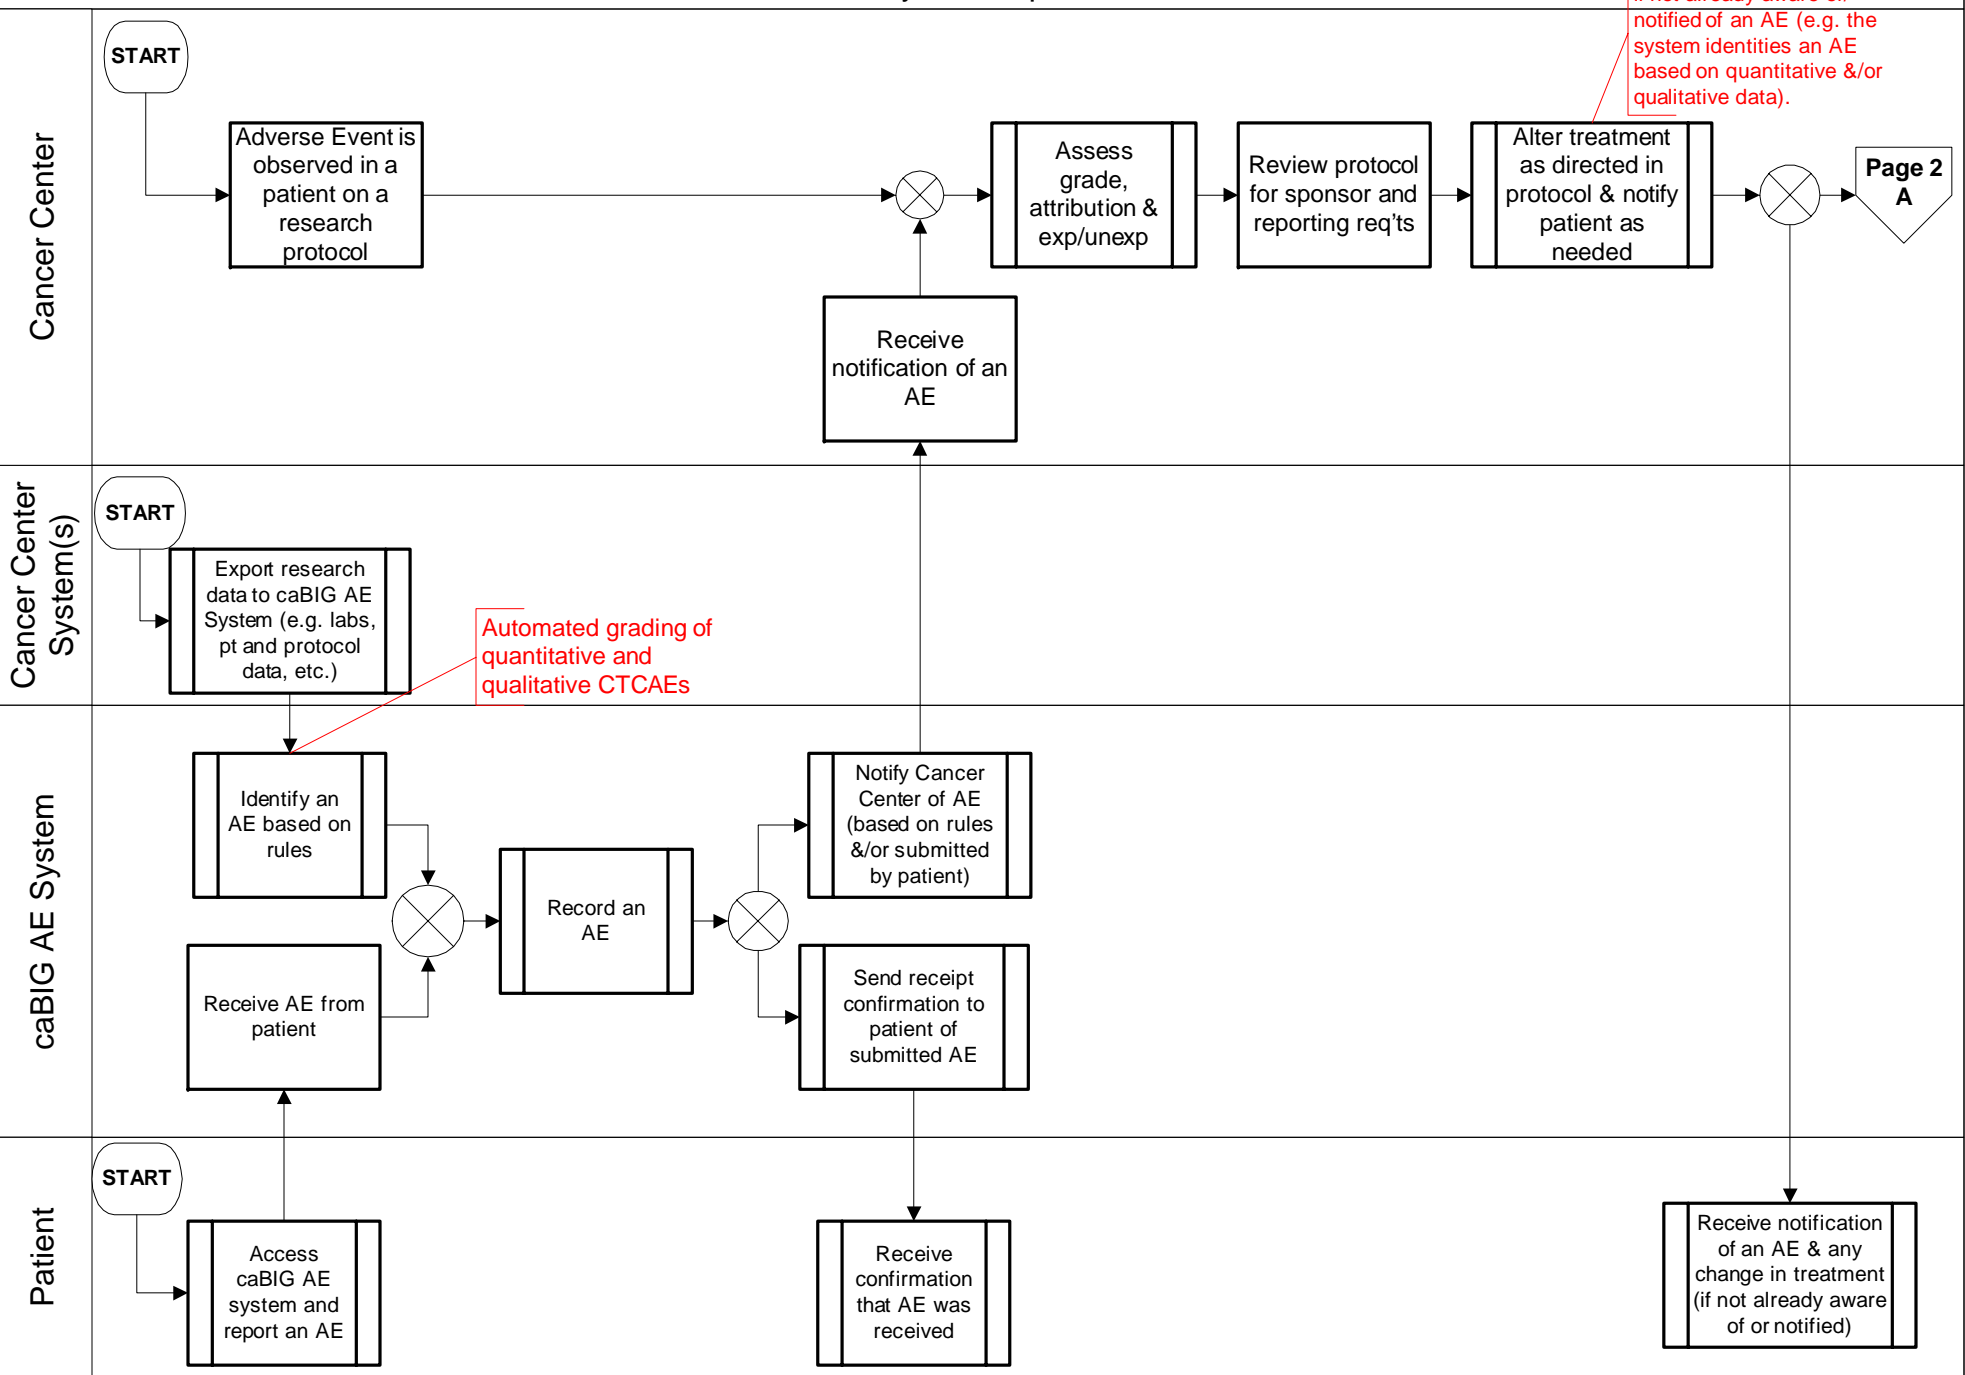 notified of an AE (e.g. the
system identities an AE
based on quantitative &/or
qualitative data).
Cancer Center
START
Adverse Event is
observed in a
patient on a
research
protocol
Assess
grade,
attribution &
exp/unexp
Review protocol
for sponsor and
reporting req'ts
Alter treatment
as directed in
protocol & notify
patient as
needed
Page 2
A
Receive
notification of an
AE
Cancer Center
System(s)
START
Export research
data to caBIG AE
System (e.g. labs,
pt and protocol
data, etc.)
Automated grading of
quantitative and
qualitative CTCAEs
caBIG AE System
Identify an
AE based on
rules
Receive AE from
patient
Record an
AE
Notify Cancer
Center of AE
(based on rules
&/or submitted
by patient)
Send receipt
confirmation to
patient of
submitted AE
Patient
START
Access
caBIG AE
system and
report an AE
Receive
confirmation
that AE was
received
Receive notification
of an AE & any
change in treatment
(if not already aware
of or notified)